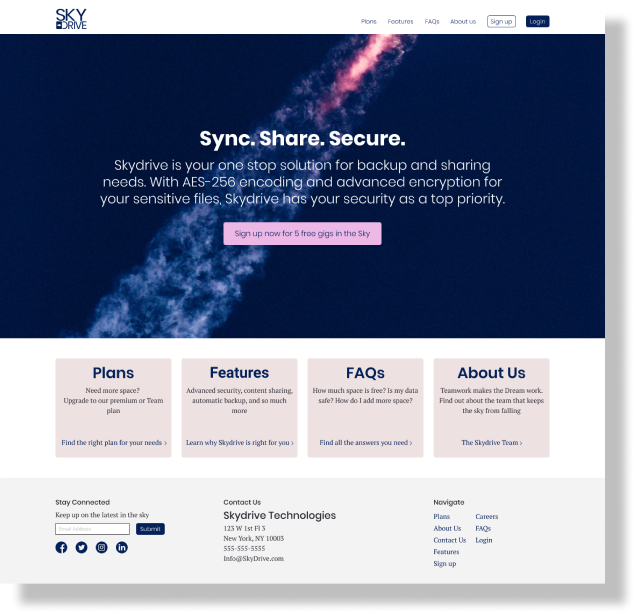 SKY
DRIVE
Plans Features FAQs About us Sign up Login
Sync. Share. Secure.
Skydrive is your one stop solution for backup and sharing
needs. With AES-256 encoding and advanced encryption for
your sensitive files, Skydrive has your security as a top priority.
Sign up now for 5 free gigs in the Sky
Plans
Need more space?
Upgrade to our premium or Team
plan
Find the right plan for your needs >
Features
Advanced security, content sharing,
automatic backup, and so much
more
Learn why Skydrive is right for you >
FAQs
How much space is free? Is my data
safe? How do I add more space?
Find all the answers you need >
About Us
Teamwork makes the Dream work.
Find out about the team that keeps
the sky from falling
The Skydrive Team >
Stay Connected
Keep up on the latest in the sky
Email Address Submit
Contact Us
Skydrive Technologies
123 W 1st Fl 3
New York, NY 10003
555-555-5555
Info@SkyDrive.com
Navigate
Plans Careers
About Us FAQs
Contact Us Login
Features
Sign up